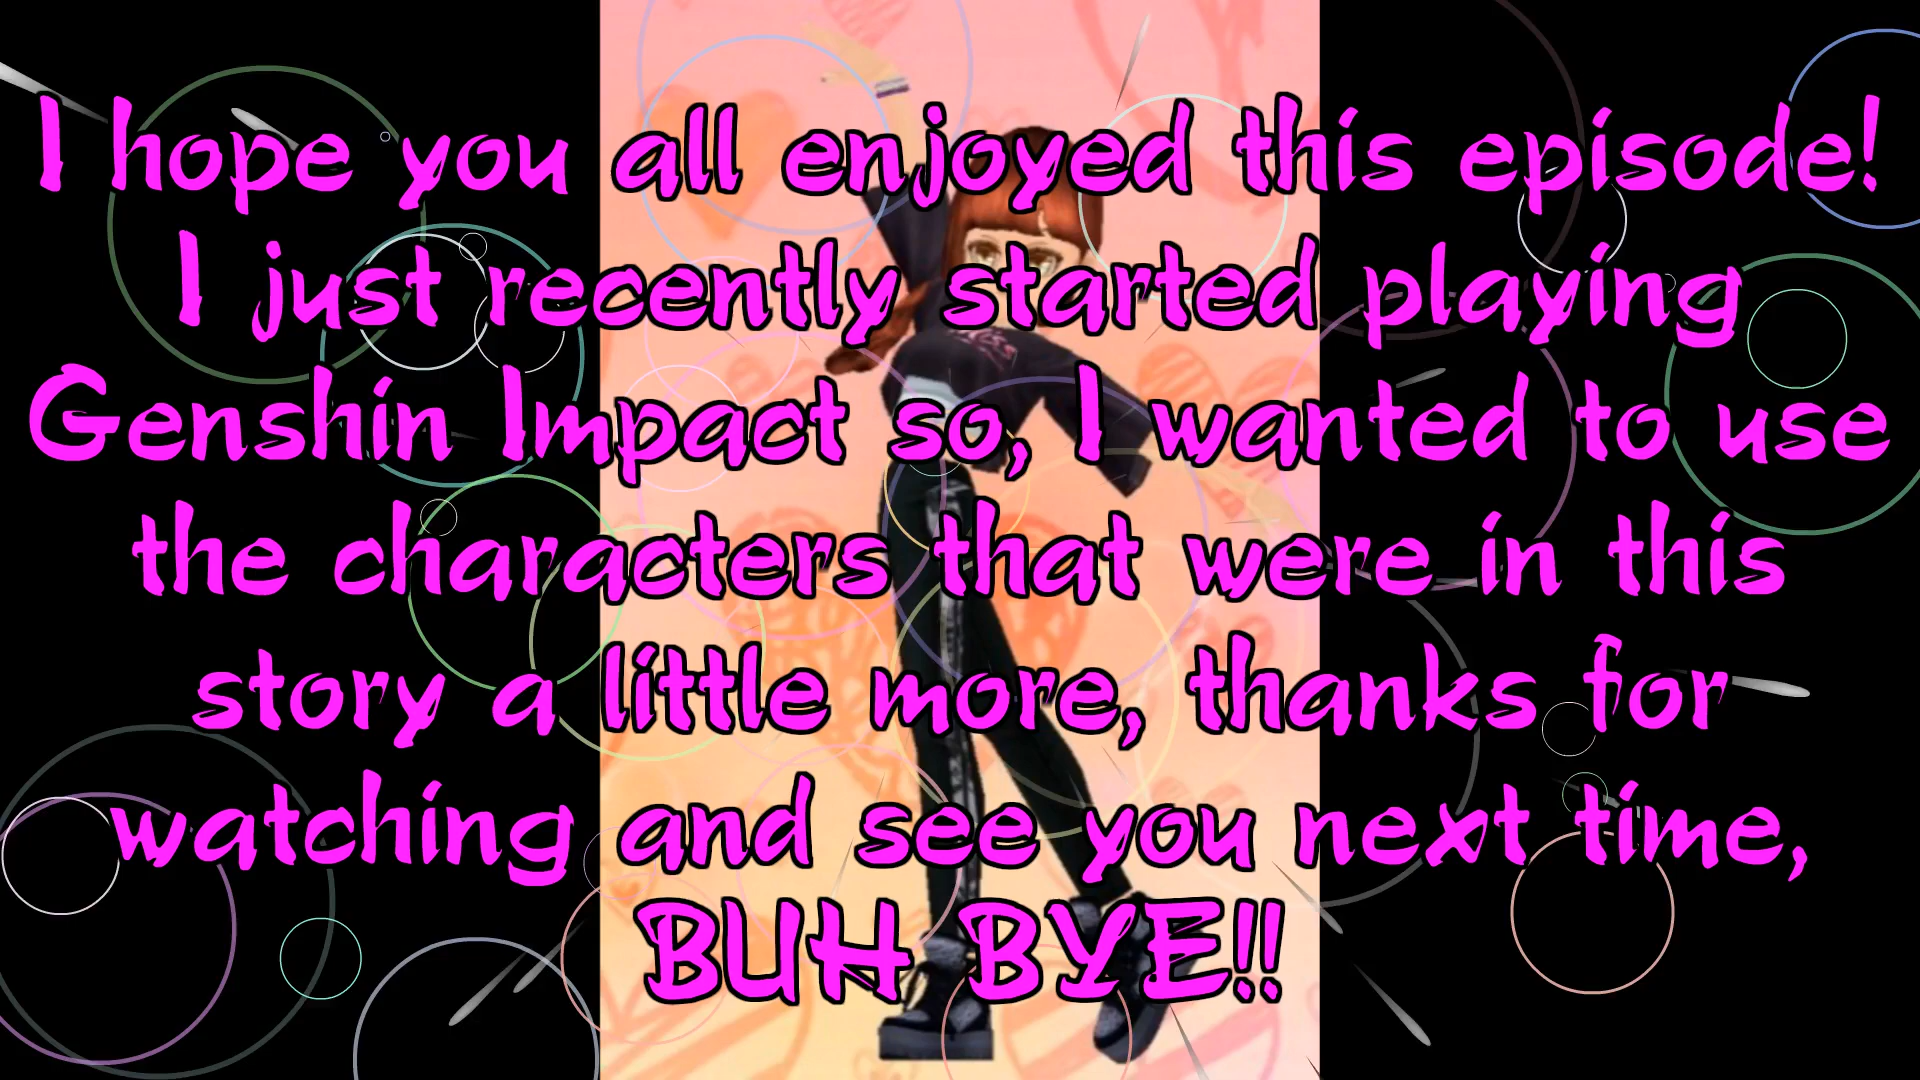 I hope you all enjoyed this episode!
I just recently started playing
Genshin Impact so, I wanted to use
the characters that were in this
story a little more, thanks for
watching and see you next time,
BUH BYE!!